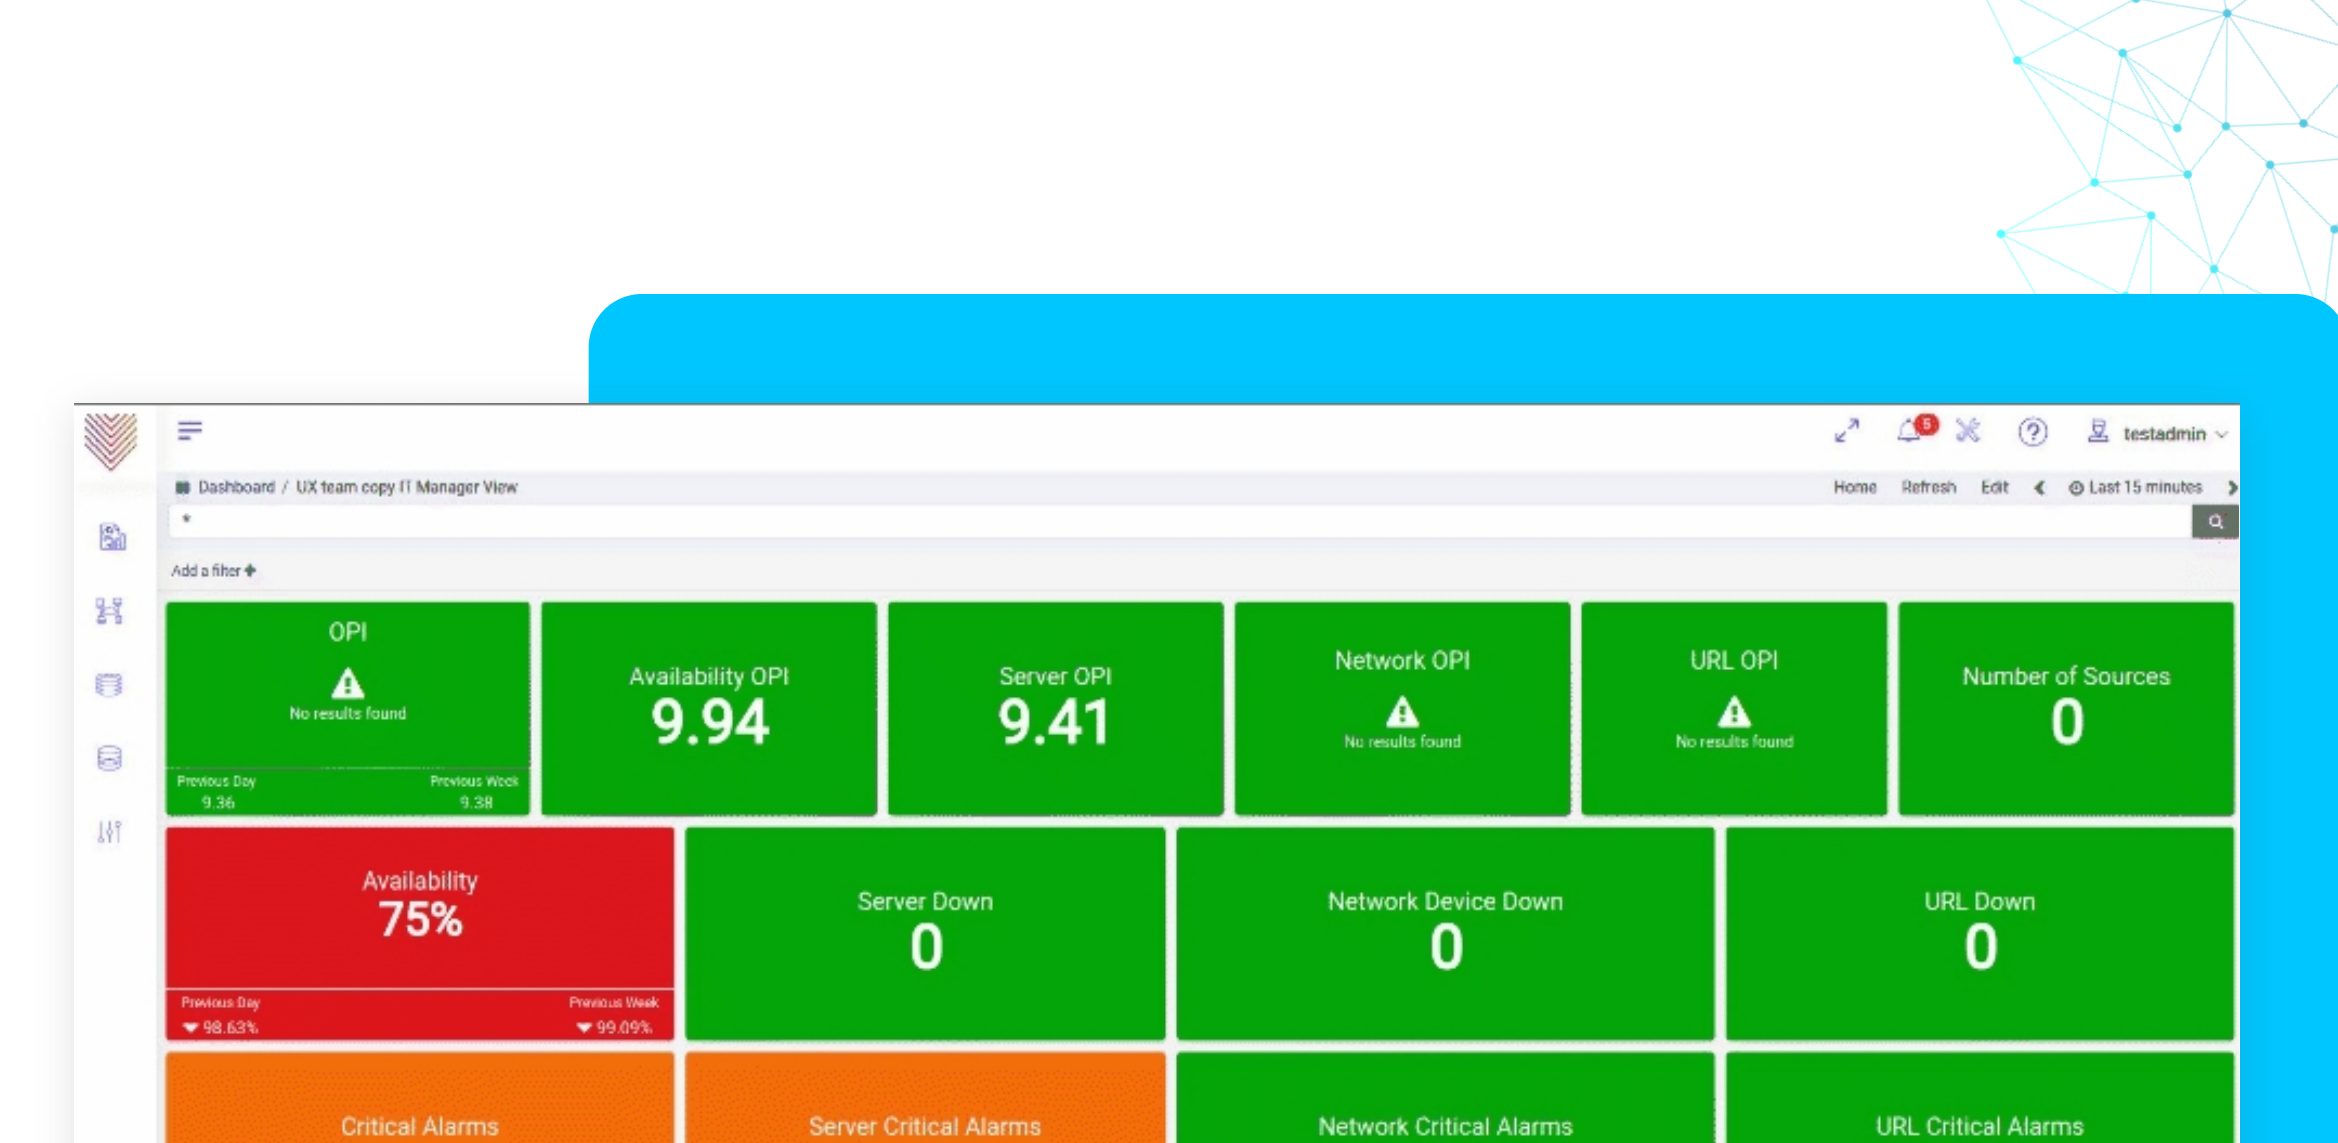 5
testadmin
Dashboard / UX team copy IT Manager View
Home Refresh Edit Last 15 minutes
*
Add a filter +
OPI
No results found
Previous Day Previous Week
9.36 9.38
Availability OPI
9.94
Server OPI
9.41
Network OPI
No results found
URL OPI
No results found
Number of Sources
0
Availability
75%
Previous Day Previous Week
98.63% 99.09%
Server Down
0
Network Device Down
0
URL Down
0
Critical Alarms
Server Critical Alarms
Network Critical Alarms
URL Critical Alarms